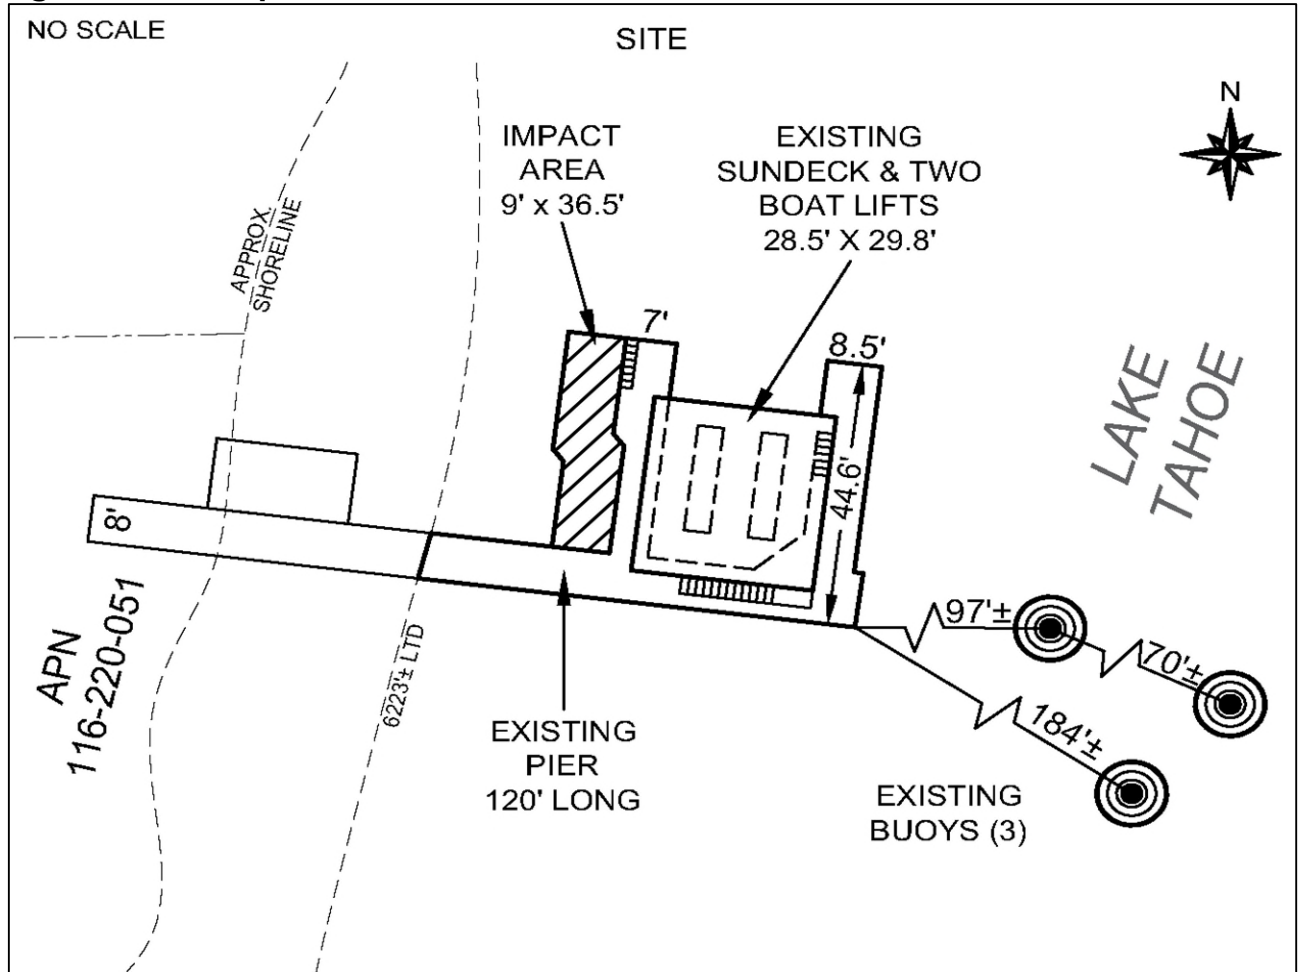 NO SCALE
SITE
N
IMPACT
AREA
9' x 36.5'
EXISTING
SUNDECK & TWO
BOAT LIFTS
28.5' X 29.8'
APPROX.
SHORELINE
7'
8.5'
LAKE
TAHOE
44.6'
8'
APN
116-220-051
6223'± LTD
97'±
70'±
184'±
EXISTING
PIER
120' LONG
EXISTING
BUOYS (3)